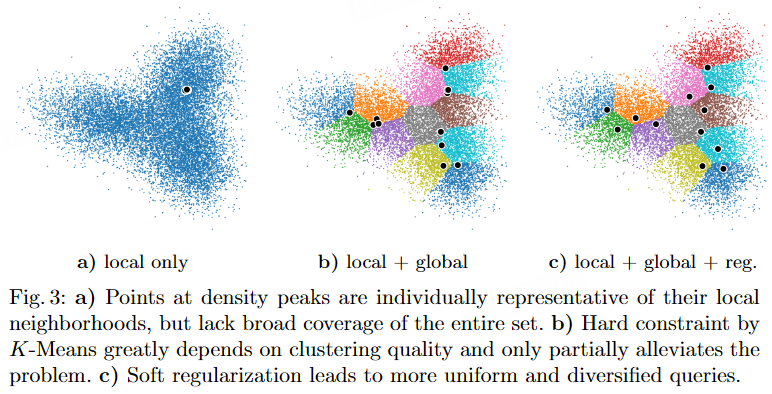 a) local only
b) local + global
c) local + global + reg.
Fig. 3: a) Points at density peaks are individually representative of their local
neighborhoods, but lack broad coverage of the entire set. b) Hard constraint by
K-Means greatly depends on clustering quality and only partially alleviates the
problem. c) Soft regularization leads to more uniform and diversified queries.